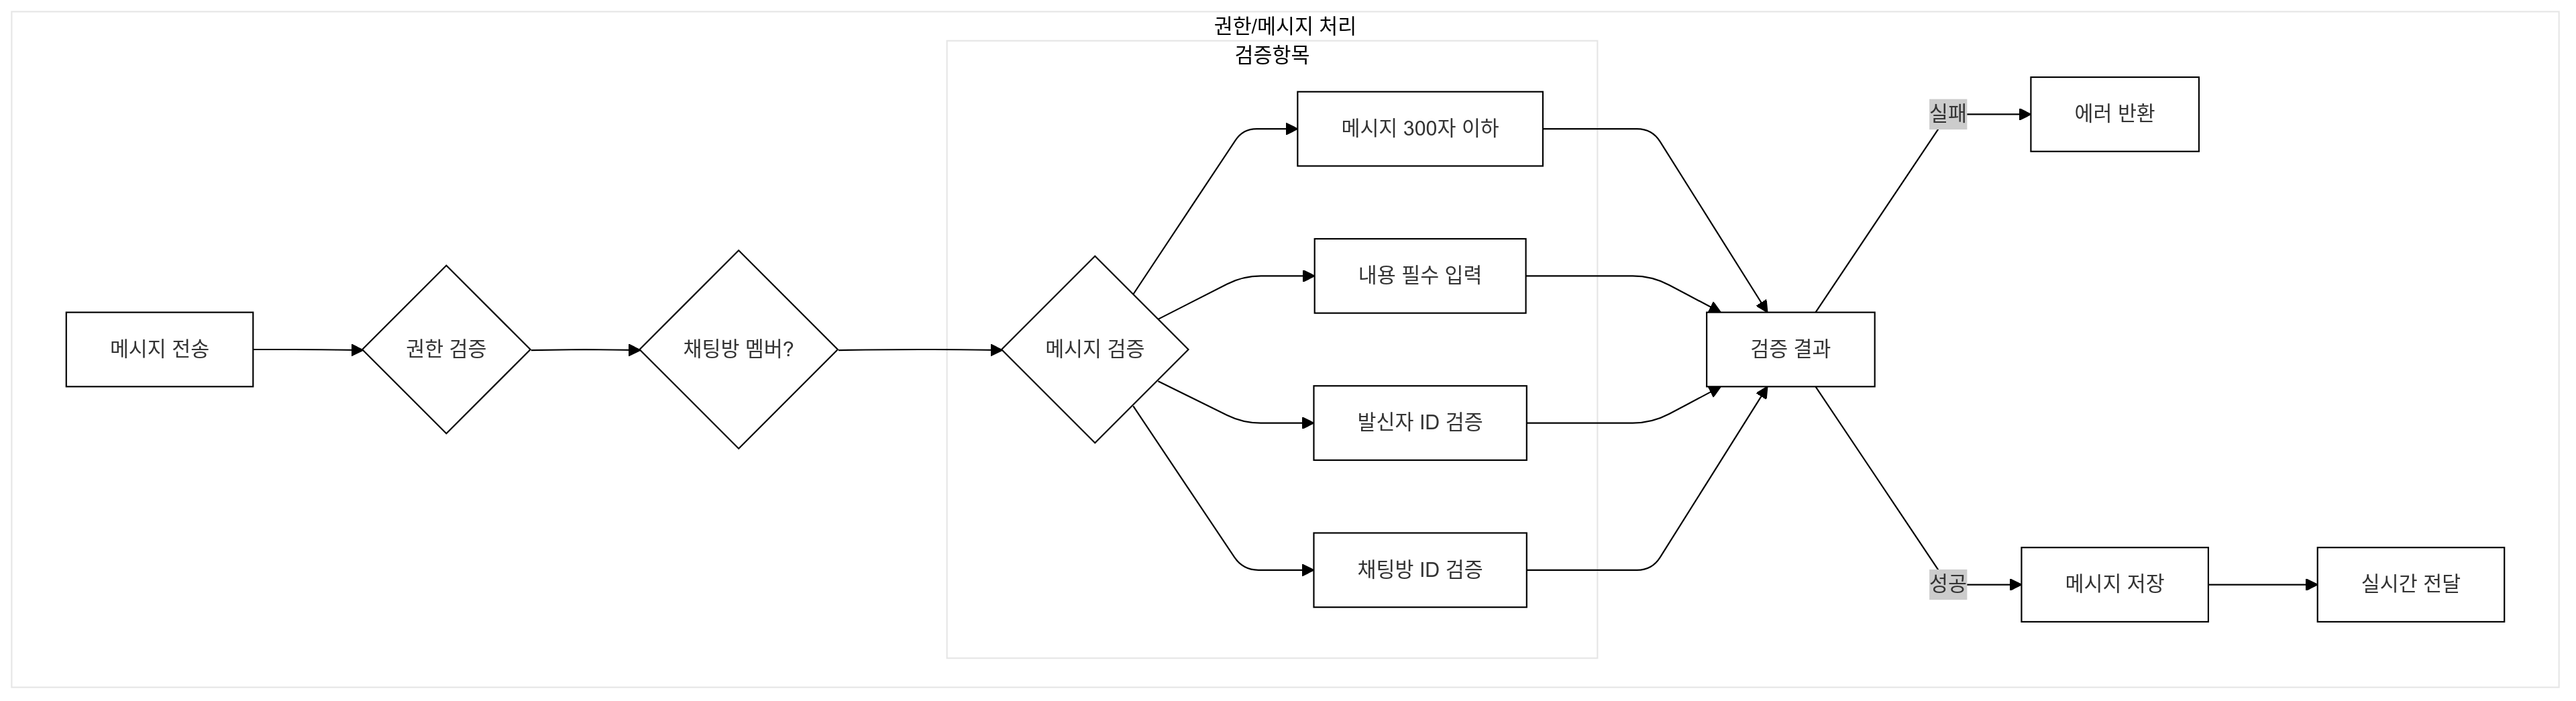 권한/메시지 처리
검증항목
메시지 전송
권한 검증
채팅방 멤버?
메시지 검증
메시지 300자 이하
내용 필수 입력
발신자 ID 검증
채팅방 ID 검증
검증 결과
실패
에러 반환
성공
메시지 저장
실시간 전달